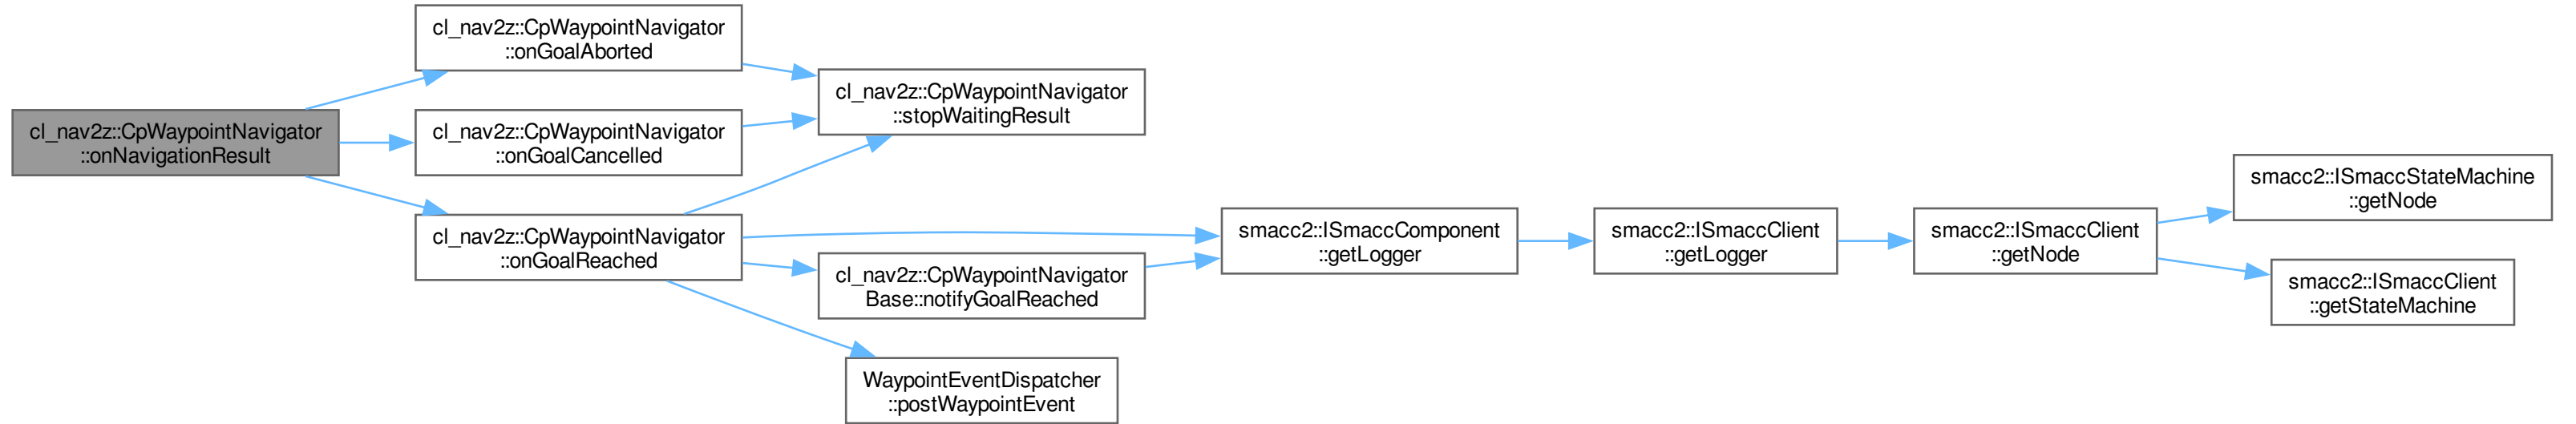 cl_nav2z::CpWaypointNavigator
::onNavigationResult
cl_nav2z::CpWaypointNavigator
::onGoalAborted
cl_nav2z::CpWaypointNavigator
::onGoalCancelled
cl_nav2z::CpWaypointNavigator
::onGoalReached
cl_nav2z::CpWaypointNavigator
::stopWaitingResult
cl_nav2z::CpWaypointNavigator
Base::notifyGoalReached
WaypointEventDispatcher
::postWaypointEvent
smacc2::ISmaccComponent
::getLogger
smacc2::ISmaccClient
::getLogger
smacc2::ISmaccClient
::getNode
smacc2::ISmaccStateMachine
::getNode
smacc2::ISmaccClient
::getStateMachine